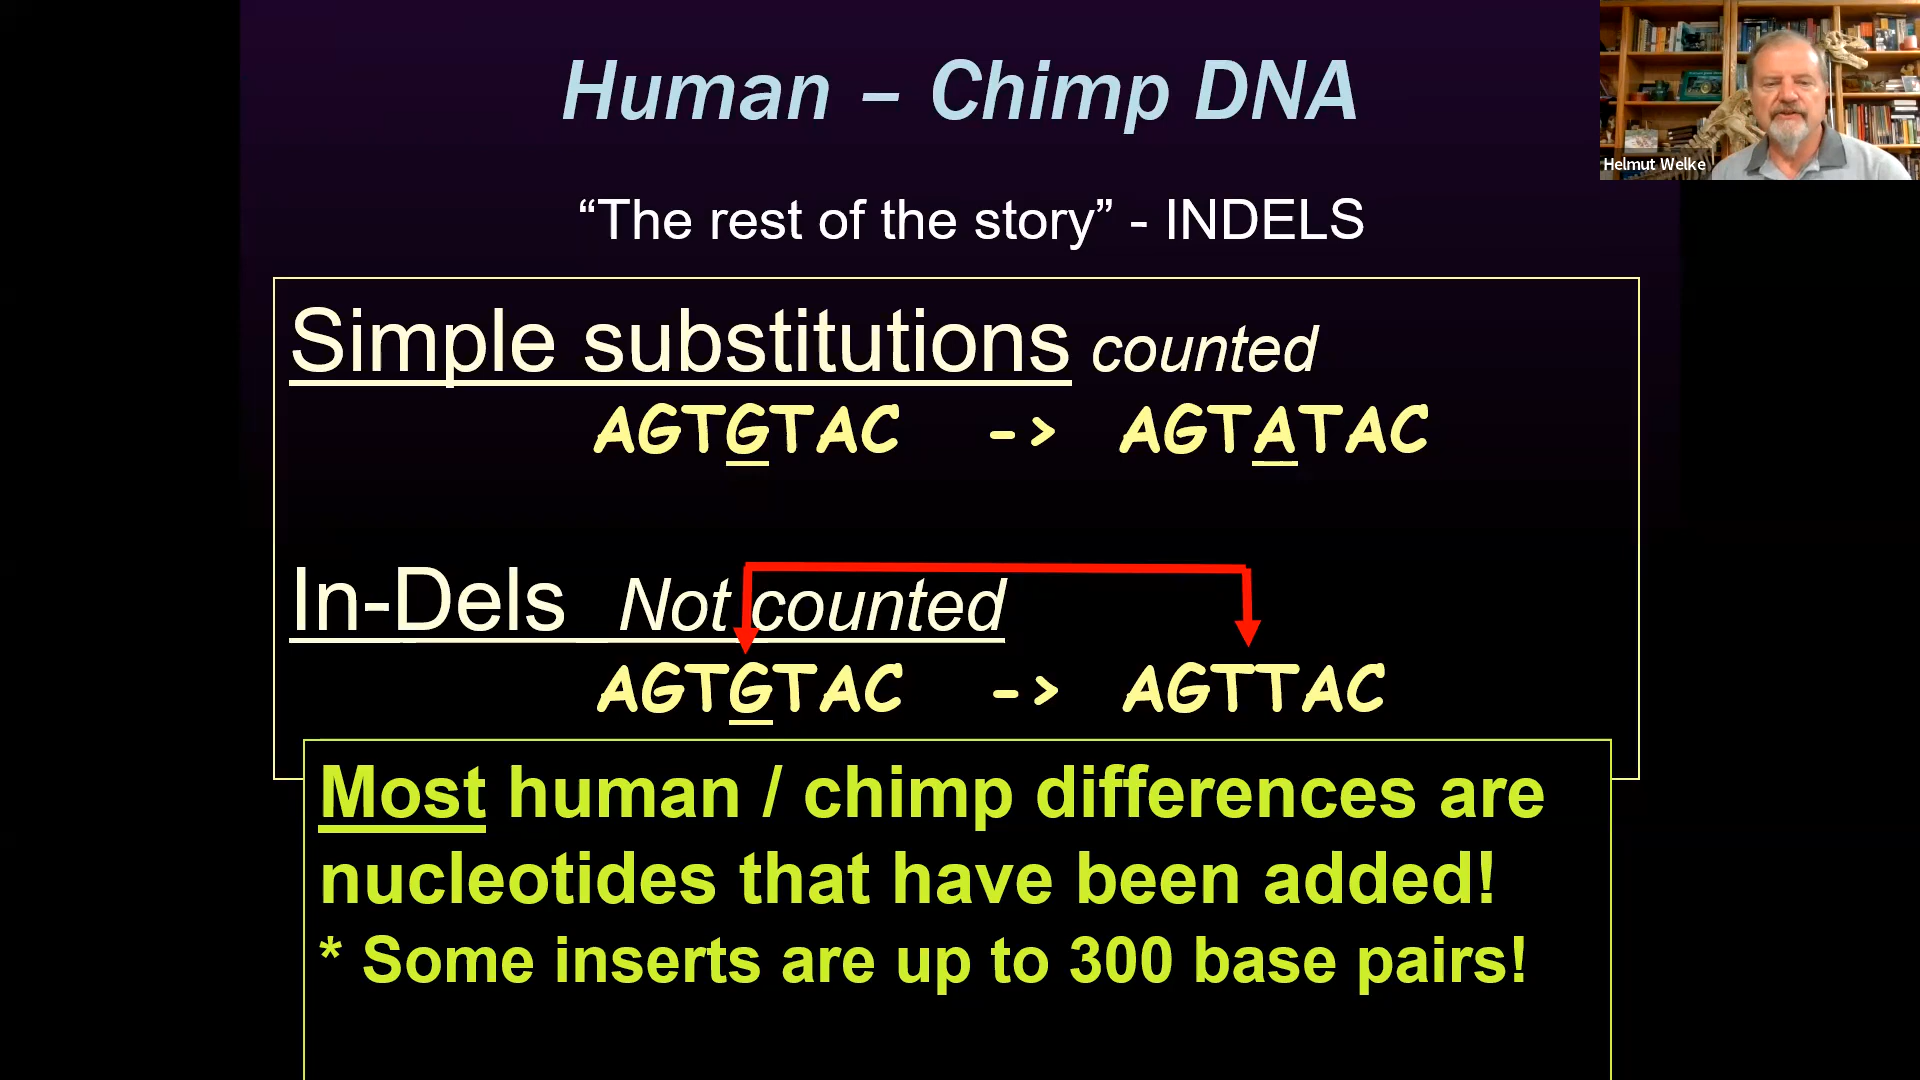 Human – Chimp DNA
Helmut Welke
“The rest of the story” - INDELS
Simple substitutions counted
AGTGTAC -> AGTATAC
In-Dels Not counted
AGTGTAC -> AGTTAC
Most human / chimp differences are
nucleotides that have been added!
* Some inserts are up to 300 base pairs!